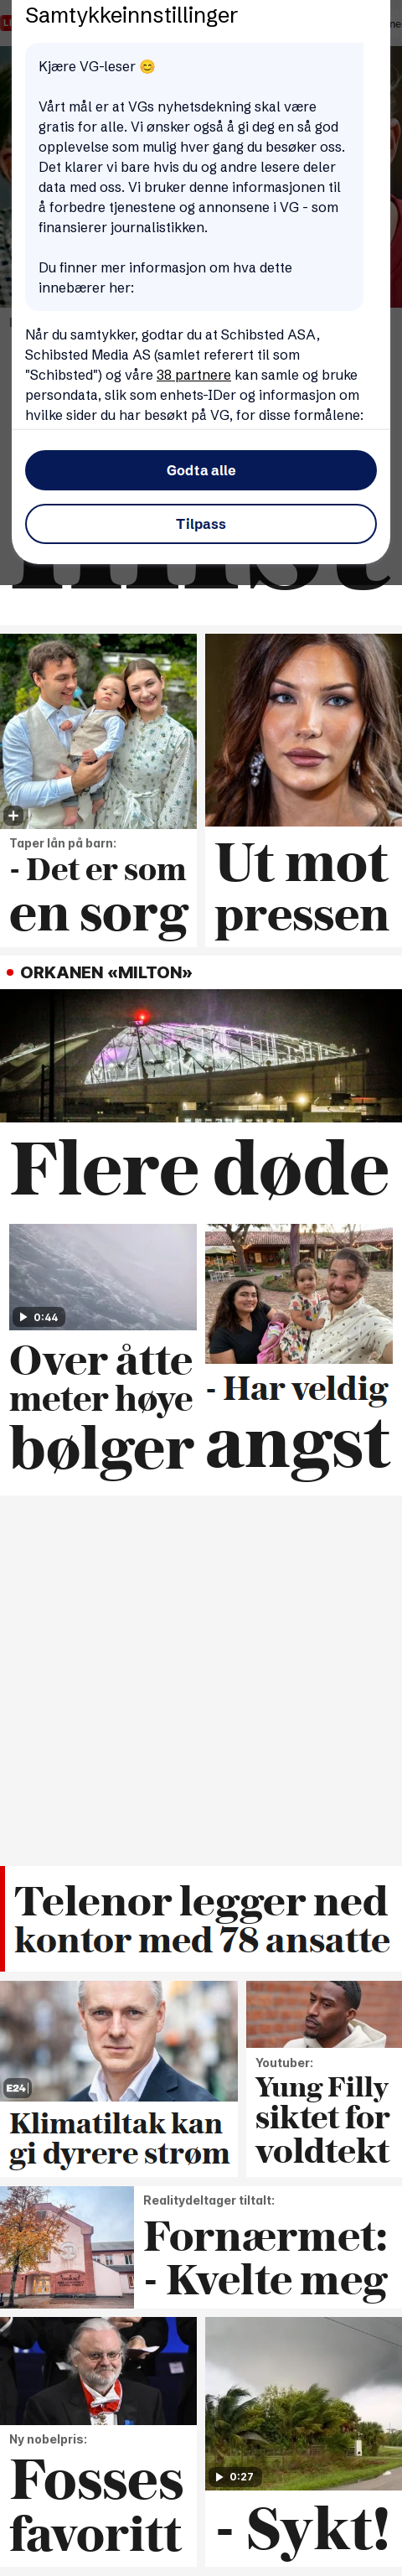 Samtykkeinnstillinger
Kjære VG-leser 😊
Vårt mål er at VGs nyhetsdekning skal være
gratis for alle. Vi ønsker også å gi deg en så god
opplevelse som mulig hver gang du besøker oss.
Det klarer vi bare hvis du og andre lesere deler
data med oss. Vi bruker denne informasjonen til
å forbedre tjenestene og annonsene i VG - som
finansierer journalistikken.
Du finner mer informasjon om hva dette
innebærer her:
Når du samtykker, godtar du at Schibsted ASA,
Schibsted Media AS (samlet referert til som
"Schibsted") og våre 38 partnere kan samle og bruke
persondata, slik som enhets-IDer og informasjon om
hvilke sider du har besøkt på VG, for disse formålene:
Godta alle
Tilpass
Taper lån på barn:
- Det er som
en sorg
Ut mot
pressen
ORKANEN «MILTON»
Flere døde
0:44
Over åtte
meter høye
bølger
- Har veldig
angst
Telenor legger ned
kontor med 78 ansatte
E24
Klimatiltak kan
gi dyrere strøm
Youtuber:
Yung Filly
siktet for
voldtekt
Realitydeltager tiltalt:
Fornærmet:
- Kvelte meg
Ny nobelpris:
Fosses
favoritt
0:27
- Sykt!